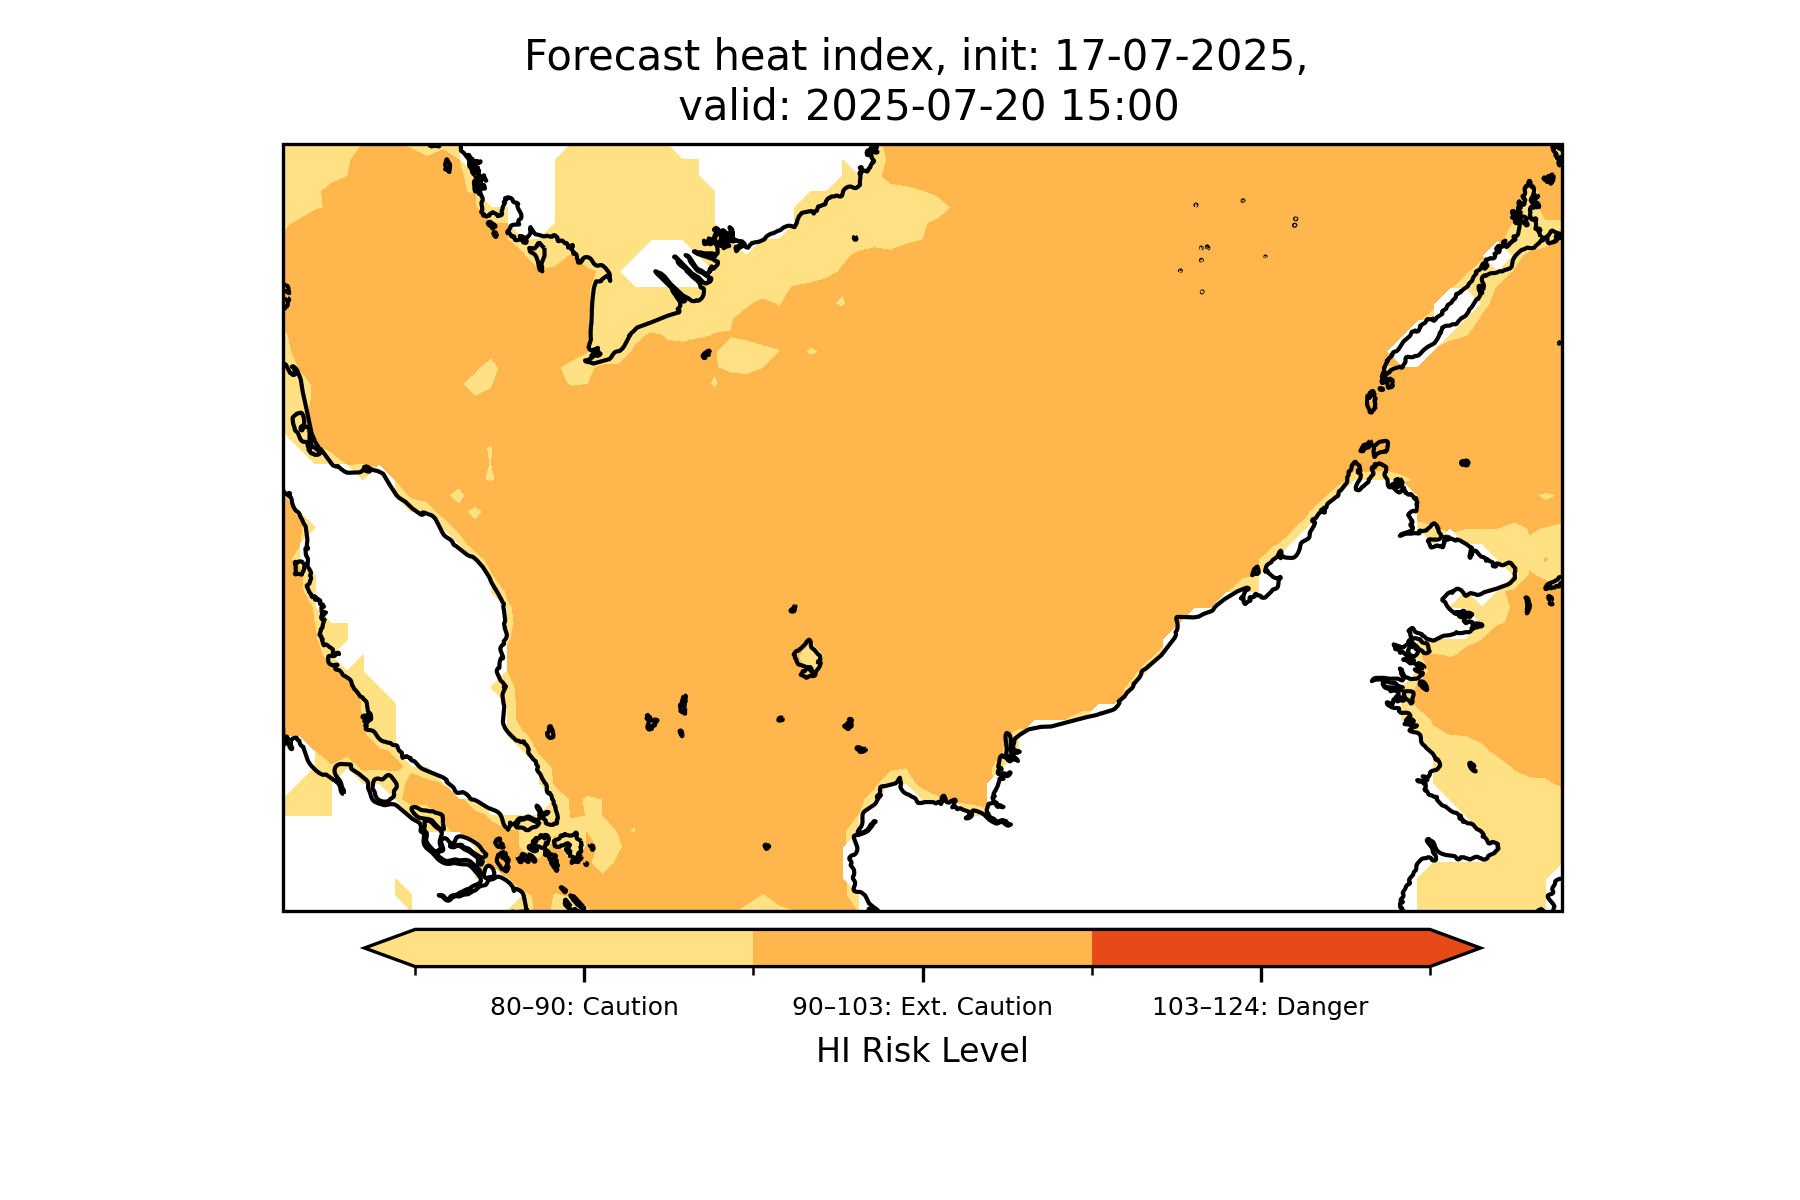 Forecast heat index, init: 17-07-2025,
valid: 2025-07-20 15:00
80–90: Caution
90–103: Ext. Caution
103–124: Danger
HI Risk Level